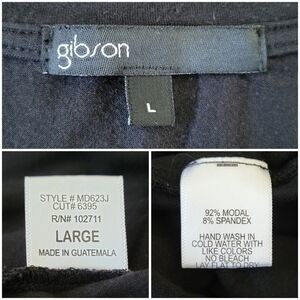 gibson
L
STYLE # MD623J
CUT# 6395
R/N# 102711
LARGE
MADE IN GUATEMALA
92% MODAL
8% SPANDEX
HAND WASH IN
COLD WATER WITH
LIKE COLORS
NO BLEACH
LAY FLAT TO DRY